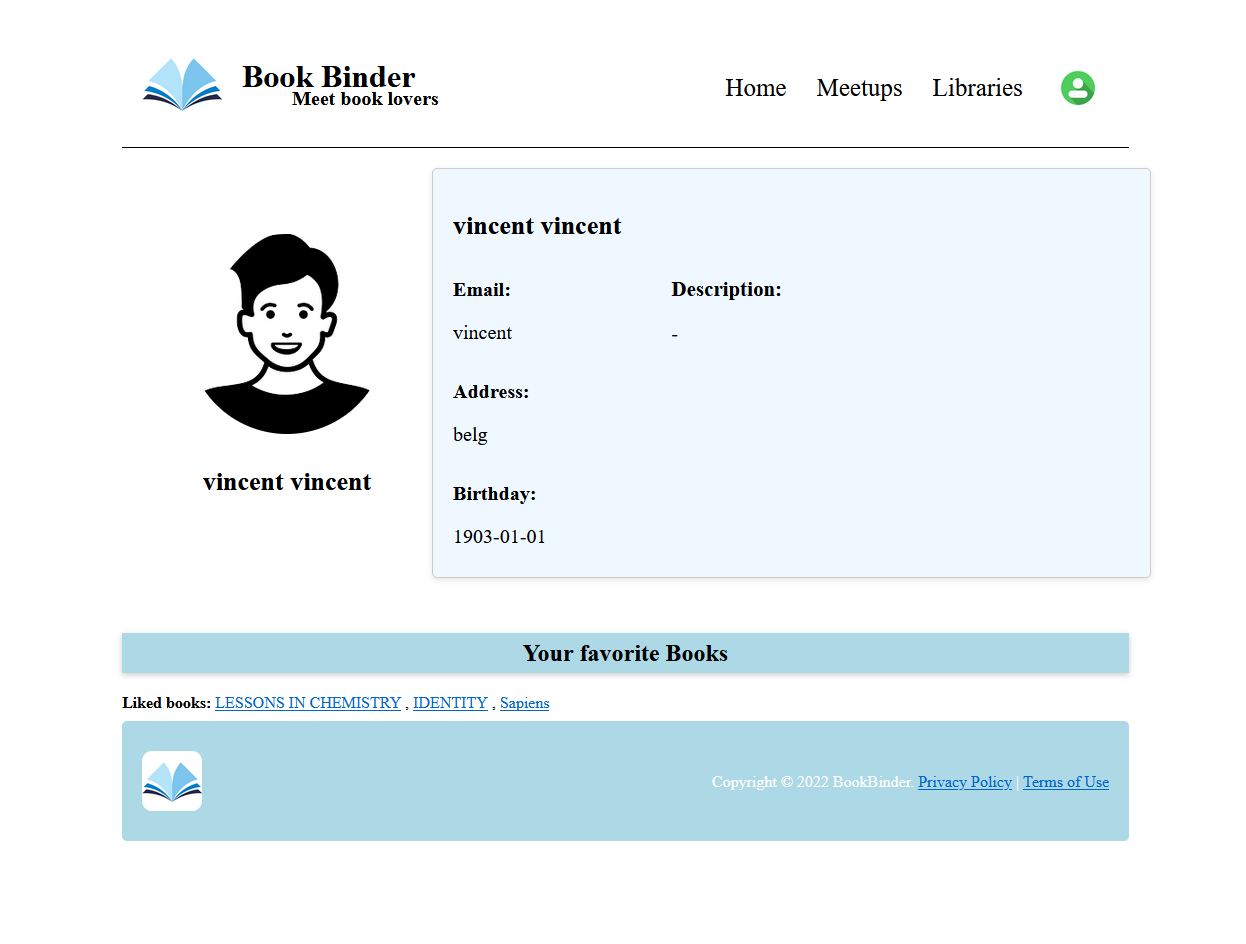 Book Binder
Meet book lovers
Home Meetups Libraries
vincent vincent
vincent vincent
Email:
vincent
Address:
belg
Birthday:
1903-01-01
Description:
-
Your favorite Books
Liked books: LESSONS IN CHEMISTRY , IDENTITY , Sapiens
Copyright © 2022 BookBinder. Privacy Policy | Terms of Use